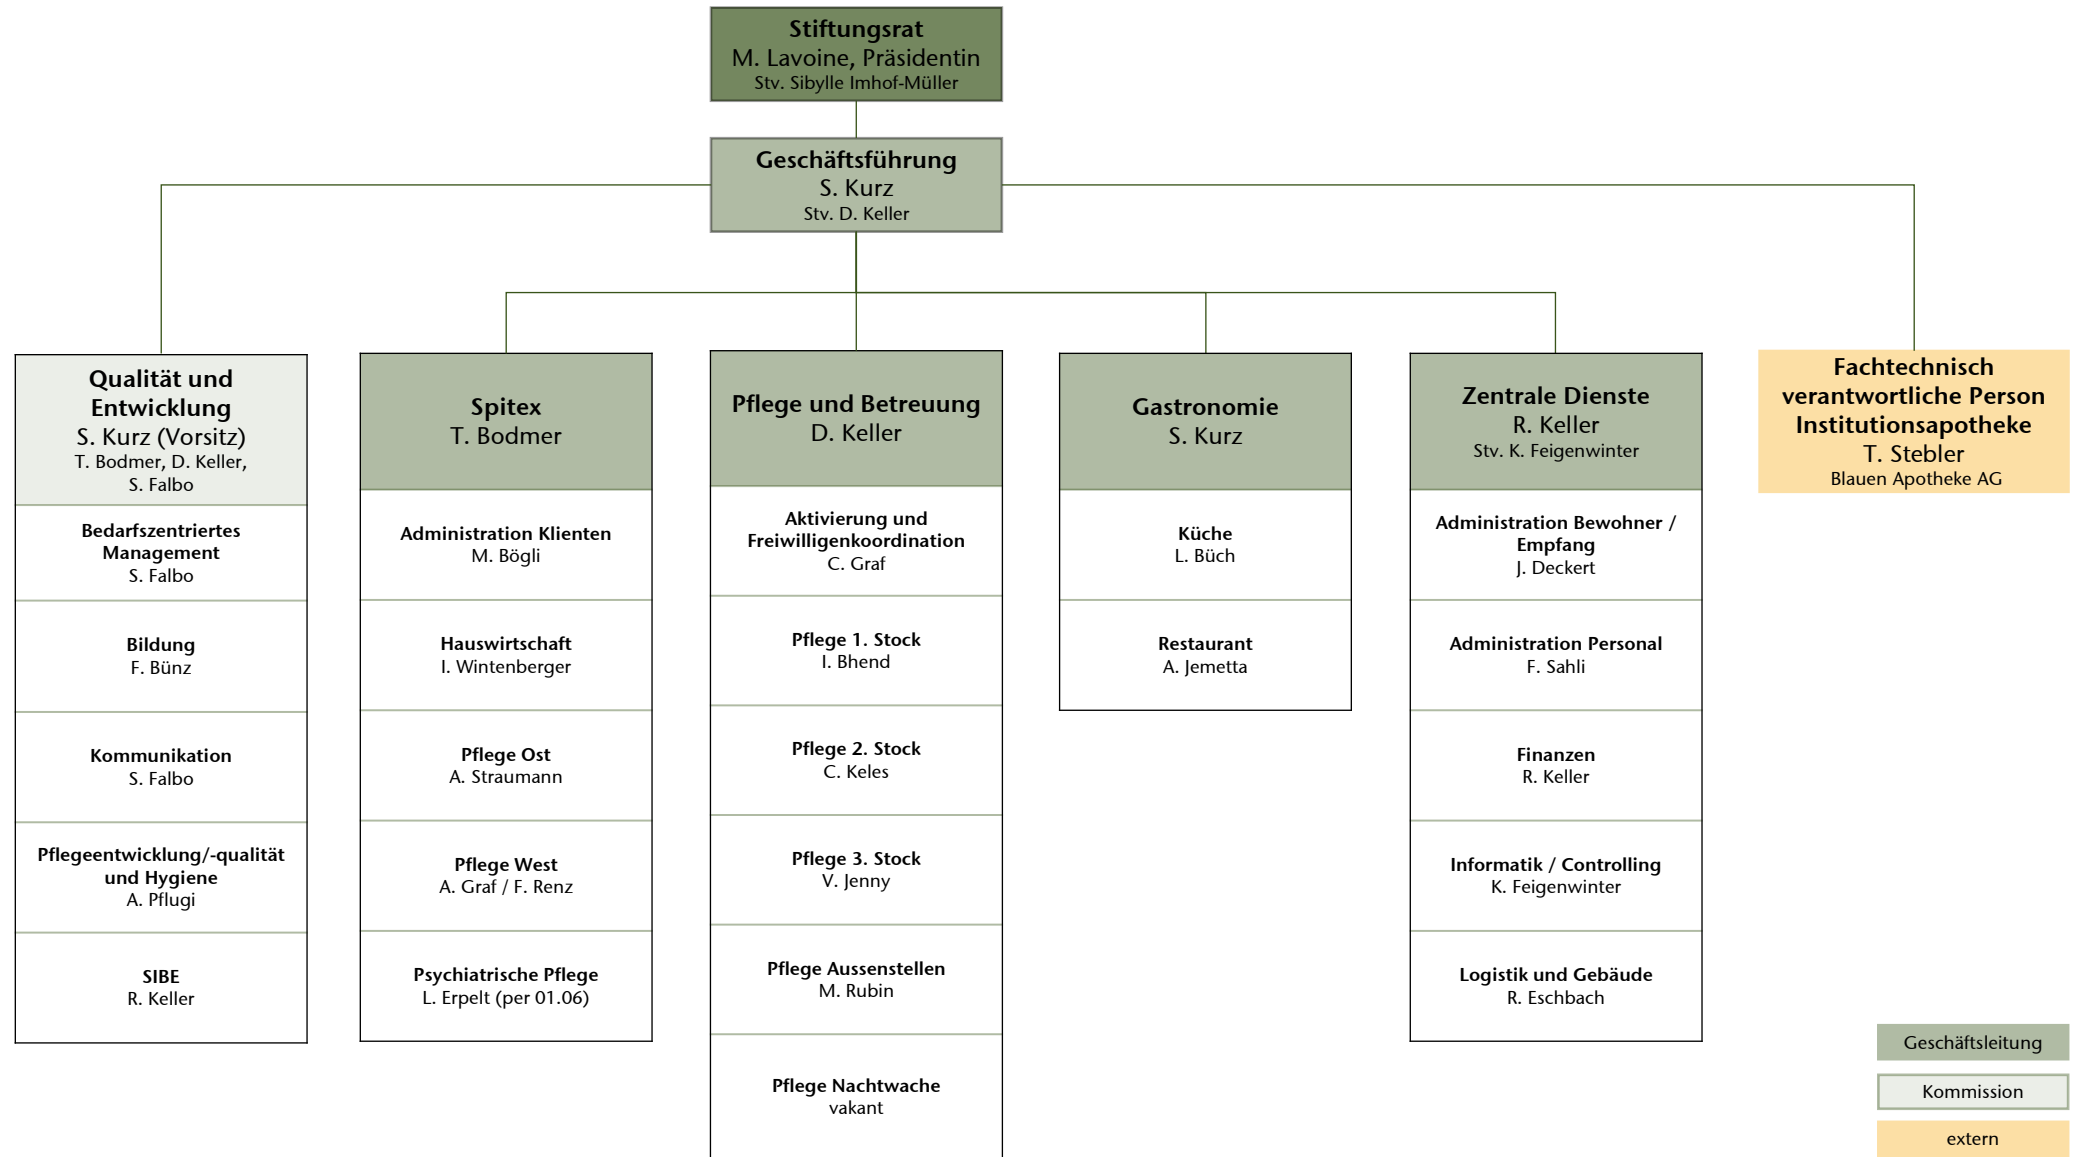 Stiftungsrat
M. Lavoine, Präsidentin
Stv. Sibylle Imhof-Müller
Geschäftsführung
S. Kurz
Stv. D. Keller
Qualität und
Entwicklung
S. Kurz (Vorsitz)
T. Bodmer, D. Keller,
S. Falbo
Bedarfszentriertes
Management
S. Falbo
Bildung
F. Bünz
Kommunikation
S. Falbo
Pflegeentwicklung/-qualität
und Hygiene
A. Pflugi
SIBE
R. Keller
Spitex
T. Bodmer
Administration Klienten
M. Bögli
Hauswirtschaft
I. Wintenberger
Pflege Ost
A. Straumann
Pflege West
A. Graf / F. Renz
Psychiatrische Pflege
L. Erpelt (per 01.06)
Pflege und Betreuung
D. Keller
Aktivierung und
Freiwilligenkoordination
C. Graf
Pflege 1. Stock
I. Bhend
Pflege 2. Stock
C. Keles
Pflege 3. Stock
V. Jenny
Pflege Aussenstellen
M. Rubin
Pflege Nachtwache
vakant
Gastronomie
S. Kurz
Küche
L. Büch
Restaurant
A. Jemetta
Zentrale Dienste
R. Keller
Stv. K. Feigenwinter
Administration Bewohner /
Empfang
J. Deckert
Administration Personal
F. Sahli
Finanzen
R. Keller
Informatik / Controlling
K. Feigenwinter
Logistik und Gebäude
R. Eschbach
Fachtechnisch
verantwortliche Person
Institutionsapotheke
T. Stebler
Blauen Apotheke AG
Geschäftsleitung
Kommission
extern